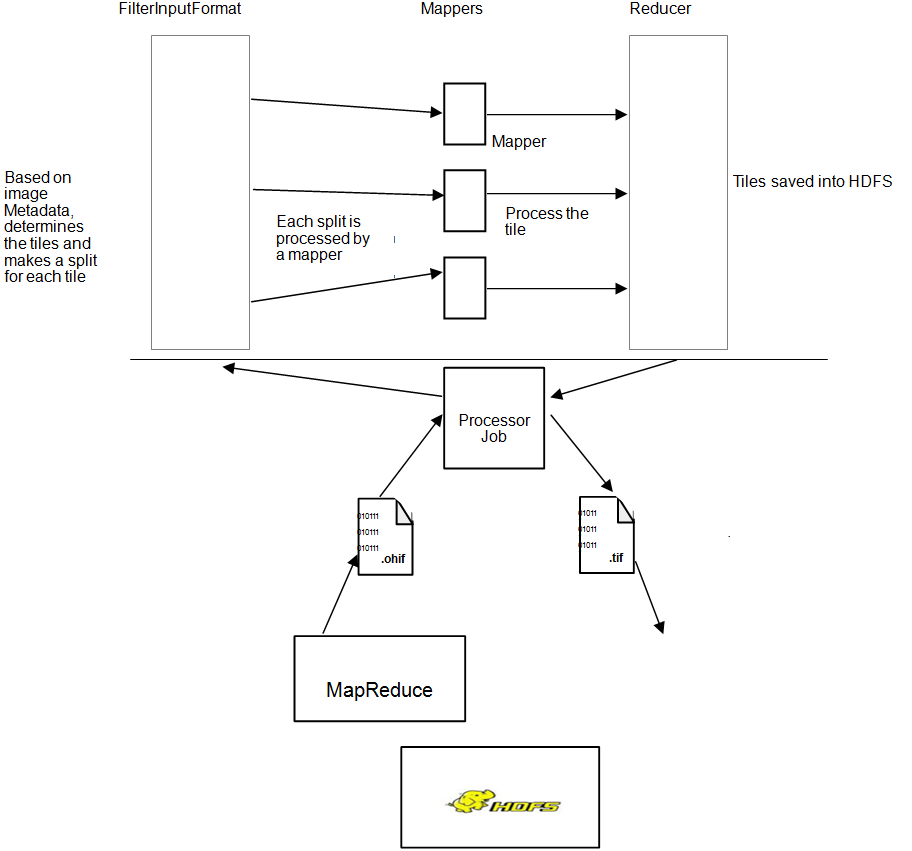 FilterInputFormat
Mappers
Reducer
Based on
image
Metadata,
determines
the tiles and
makes a split
for each tile
Each split is
processed by
a mapper
Mapper
Process the
tile
Tiles saved into HDFS
Processor
Job
010111
010111
010111
.ohif
01011
01011
01011
.tif
MapReduce
HDFS